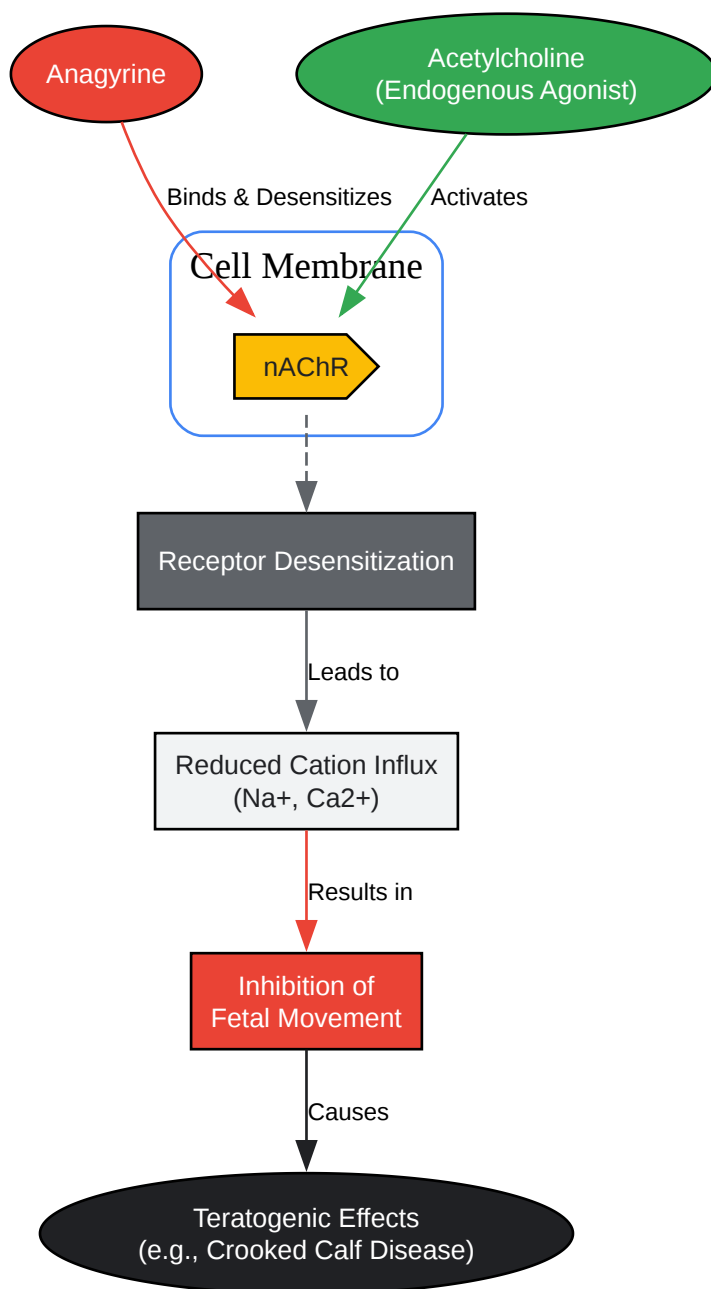 Anagyrine
Acetylcholine
(Endogenous Agonist)
Binds & Desensitizes
Activates
Cell Membrane
nAChR
Receptor Desensitization
Leads to
Reduced Cation Influx
(Na+, Ca2+)
Results in
Inhibition of
Fetal Movement
Causes
Teratogenic Effects
(e.g., Crooked Calf Disease)